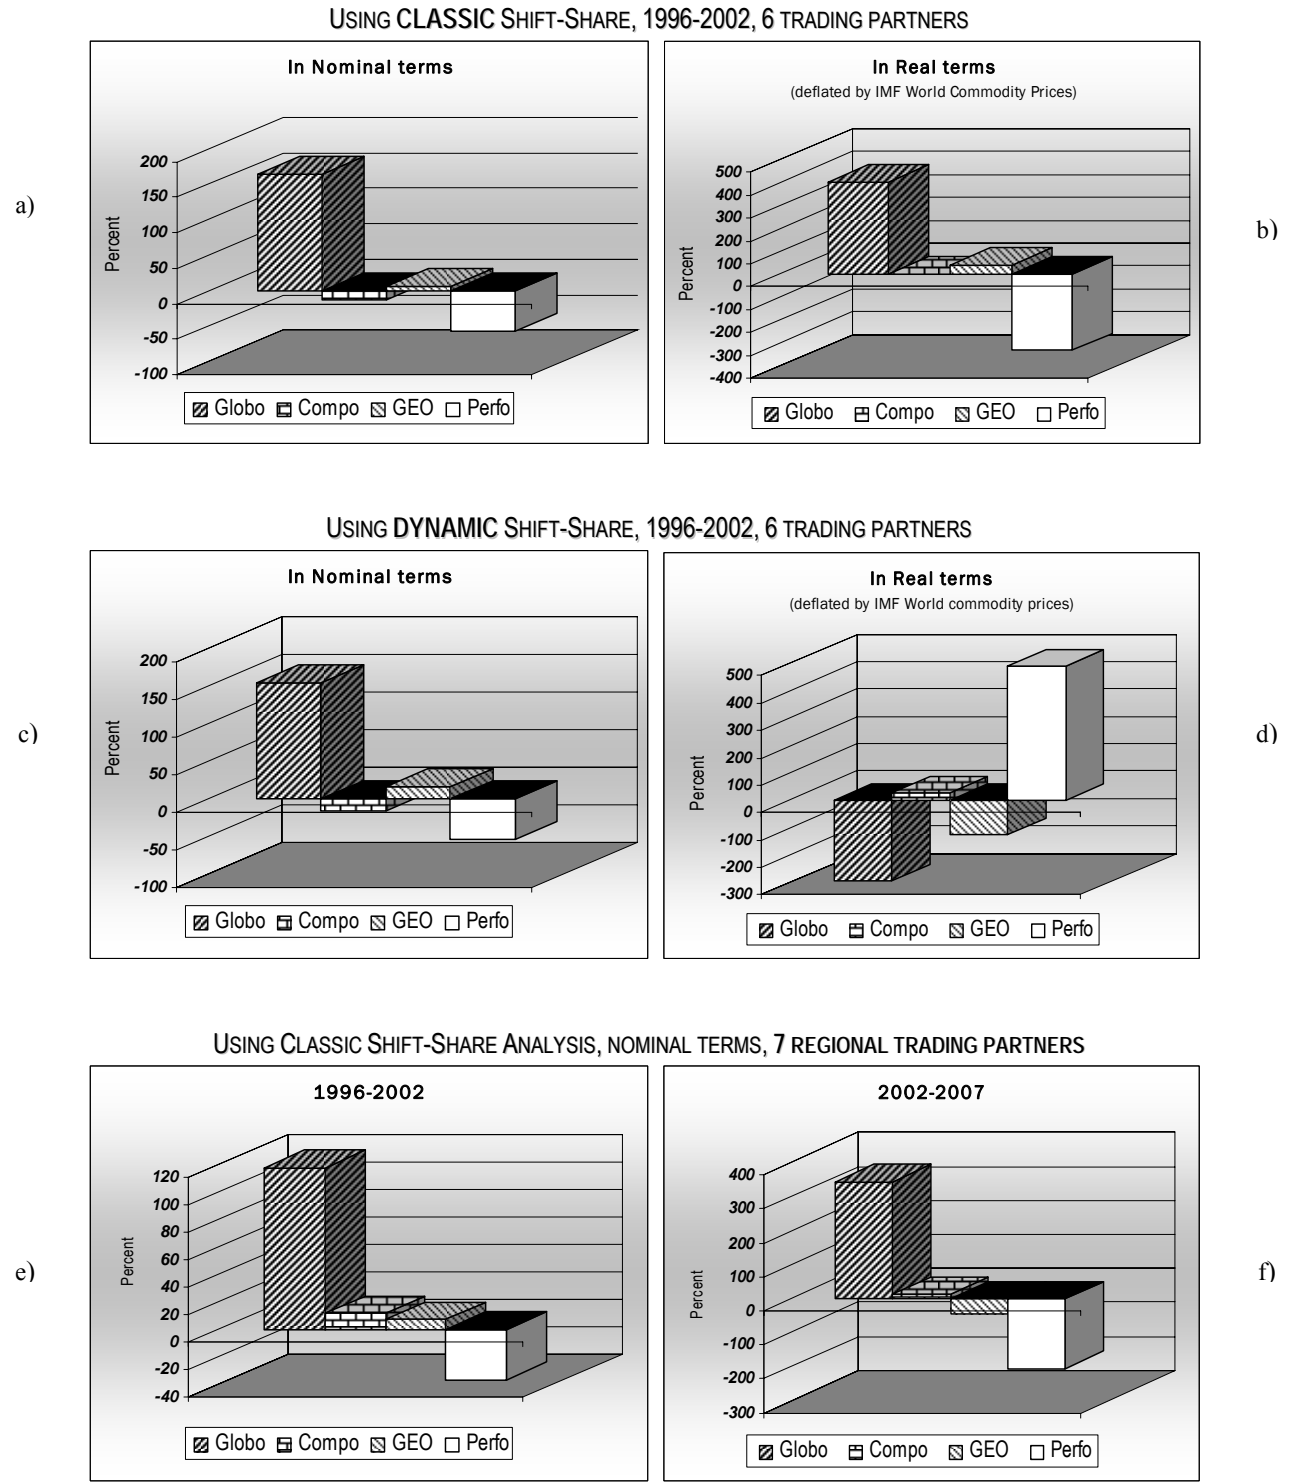 USING CLASSIC SHIFT-SHARE, 1996-2002, 6 TRADING PARTNERS
a)
In Nominal terms
Percent
200
150
100
50
0
-50
-100
Globo Compo GEO Perfo
In Real terms
(deflated by IMF World Commodity Prices)
Percent
500
400
300
200
100
0
-100
-200
-300
-400
Globo Compo GEO Perfo
b)
USING DYNAMIC SHIFT-SHARE, 1996-2002, 6 TRADING PARTNERS
c)
In Nominal terms
Percent
200
150
100
50
0
-50
-100
Globo Compo GEO Perfo
In Real terms
(deflated by IMF World commodity prices)
Percent
500
400
300
200
100
0
-100
-200
-300
Globo Compo GEO Perfo
d)
USING CLASSIC SHIFT-SHARE ANALYSIS, NOMINAL TERMS, 7 REGIONAL TRADING PARTNERS
e)
1996-2002
Percent
120
100
80
60
40
20
0
-20
-40
Globo Compo GEO Perfo
2002-2007
Percent
400
300
200
100
0
-100
-200
-300
Globo Compo GEO Perfo
f)